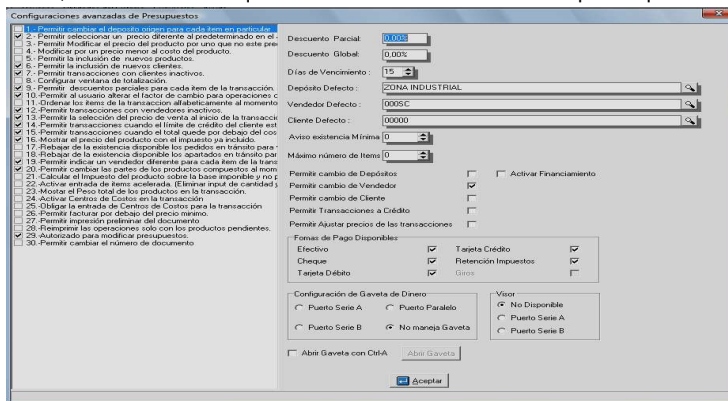 Configuraciones avanzadas de Presupuestos
1.- Permitir cambiar el deposito origen para cada item en particular
2.- Permitir seleccionar un precio diferente al predeterminado en el
3.- Permitir Modificar el precio del producto por uno que no este pre
4.- Modificar por un precio menor al costo del producto.
5.- Permitir la inclusión de nuevos productos.
6.- Permitir la inclusión de nuevos clientes.
7.- Permitir transacciones con clientes inactivos.
8.- Configurar ventana de totalización.
9.- Permitir descuentos parciales para cada item de la transacción.
10.-Permitir al usuario alterar el factor de cambio para operaciones c
11.-Ordenar los items de la transaccion alfabeticamente al momento
12.-Permitir transacciones con vendedores inactivos.
13.-Permitir la selección del precio de venta al inicio de la transacció
14.-Permitir transacciones cuando el límite de crédito del cliente est
15.-Permitir transacciones cuando el total quede por debajo del cos
16.-Mostrar el precio del producto con el impuesto ya incluido.
17.-Rebajar de la existencia disponible los pedidos en tránsito para
18.-Rebajar de la existencia disponible los apartados en tránsito par
19.-Permitir indicar un vendedor diferente para cada item de la trans
20.-Permitir cambiar las partes de los productos compuestos al mom
21.-Calcular el Impuesto del producto sobre la base imponible y no p
22.-Activar entrada de items acelerada. (Eliminar input de cantidad y
23.-Mostar el Peso total de los productos en la transacción.
24.-Activar Centros de Costos en la transacción
25.-Obligar la entrada de Centros de Costos para la transacción
26.-Permitir facturar por debajo del precio minimo.
27.-Permitir impresión preliminar del documento
28.-Reimprimir las operaciones solo con los productos pendientes.
29.-Autorizado para modificar presupuestos.
30.-Permitir cambiar el número de documento
Descuento Parcial: 0,00%
Descuento Global: 0,00%
Días de Vencimiento : 15
Depósito Defecto : ZONA INDUSTRIAL
Vendedor Defecto : 000SC
Cliente Defecto : 00000
Aviso existencia Mínima 0
Máximo número de Items 0
Permitir cambio de Depósitos Activar Financiamiento
Permitir cambio de Vendedor
Permitir cambio de Cliente
Permitir Transacciones a Crédito
Permitir Ajustar precios de las transacciones
Fomas de Pago Disponibles
Efectivo Tarjeta Crédito
Cheque Retención Impuestos
Tarjeta Débito Giros
Configuración de Gaveta de Dinero
Puerto Serie A Puerto Paralelo
Puerto Serie B No maneja Gaveta
Visor
No Disponible
Puerto Serie A
Puerto Serie B
Abrir Gaveta con Ctrl-A Abrir Gaveta
Aceptar